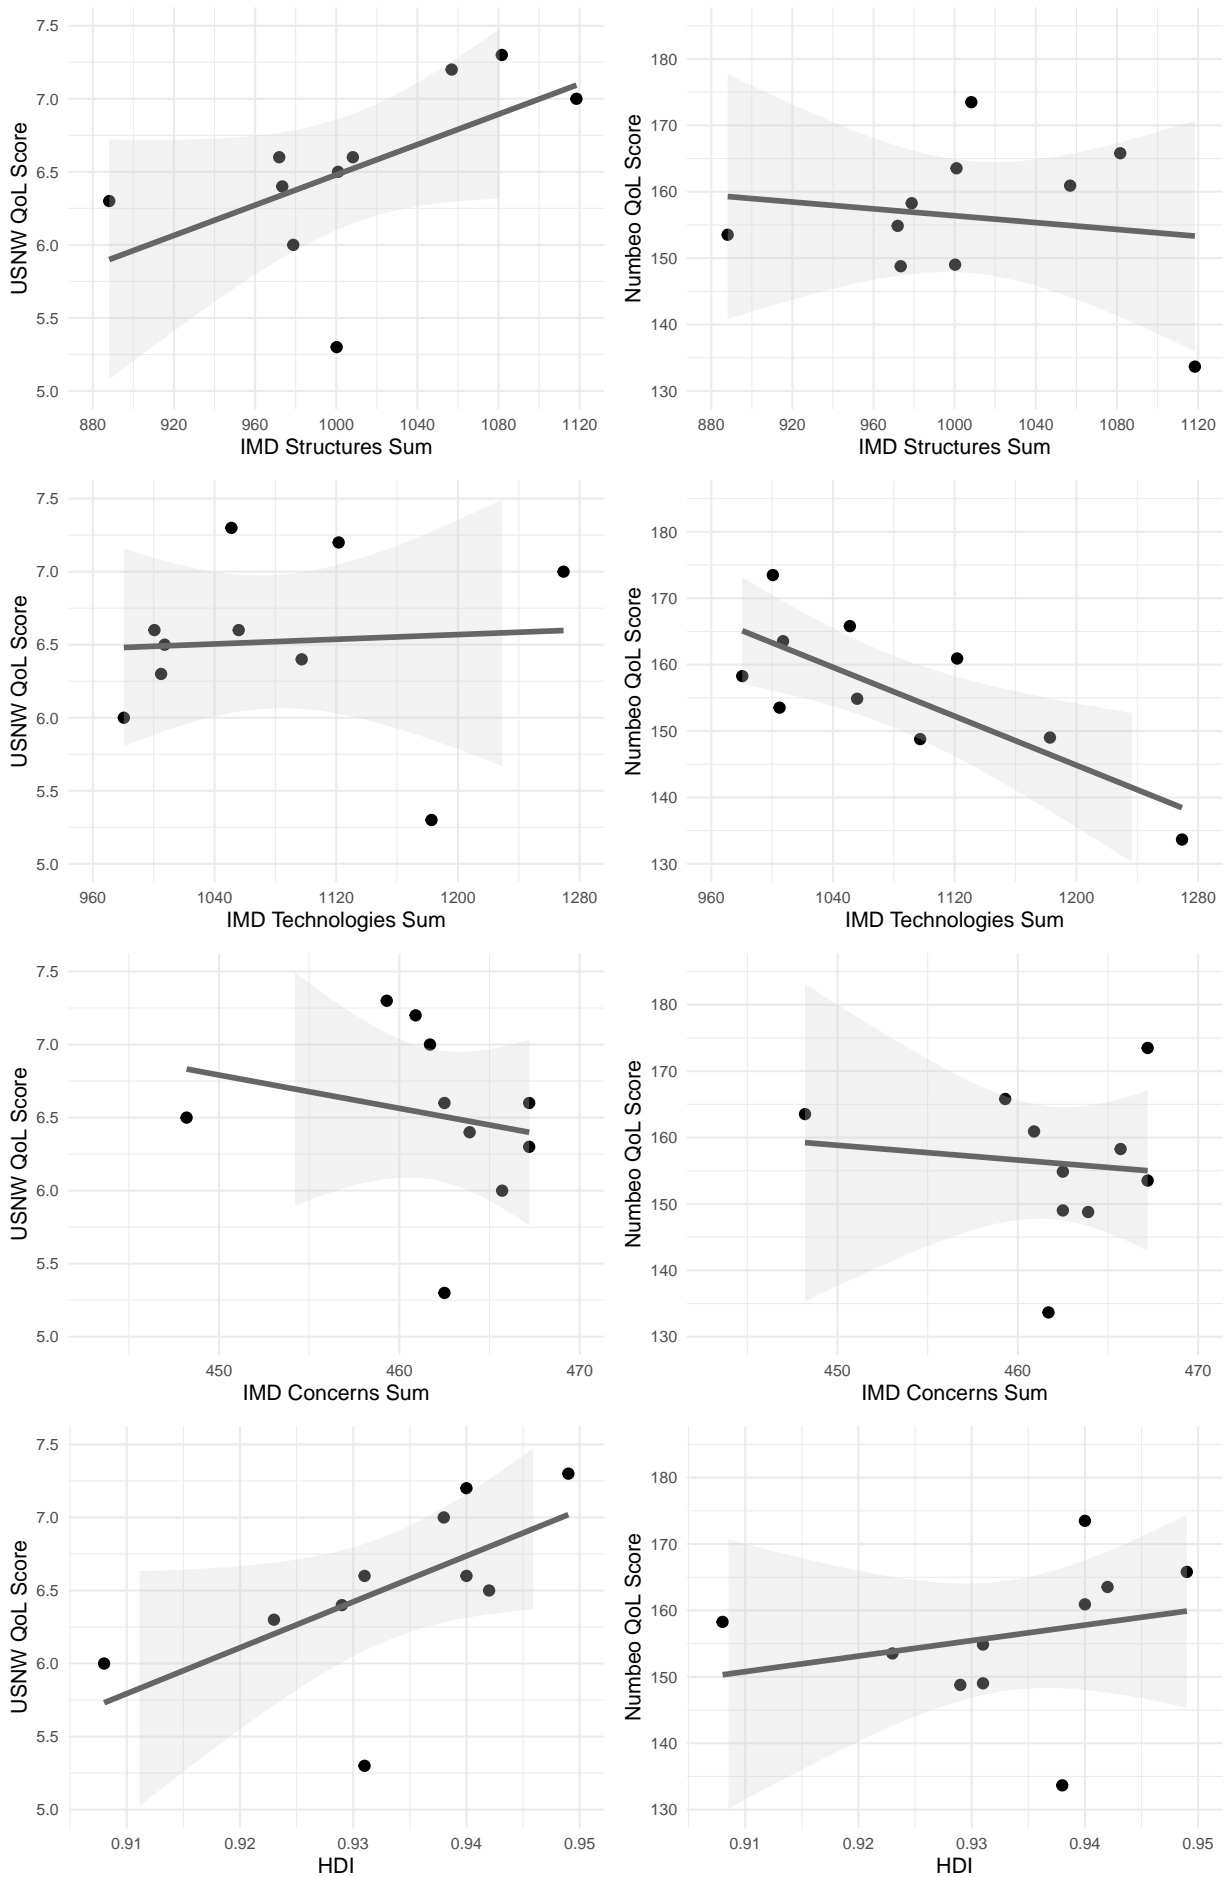 7.5
7.0
6.5
6.0
5.5
5.0
USNW QoL Score
880 920 960 1000 1040 1080 1120
IMD Structures Sum
180
170
160
150
140
130
Numbeo QoL Score
880 920 960 1000 1040 1080 1120
IMD Structures Sum
7.5
7.0
6.5
6.0
5.5
5.0
USNW QoL Score
960 1040 1120 1200 1280
IMD Technologies Sum
180
170
160
150
140
130
Numbeo QoL Score
960 1040 1120 1200 1280
IMD Technologies Sum
7.5
7.0
6.5
6.0
5.5
5.0
USNW QoL Score
450 460 470
IMD Concerns Sum
180
170
160
150
140
130
Numbeo QoL Score
450 460 470
IMD Concerns Sum
7.5
7.0
6.5
6.0
5.5
5.0
USNW QoL Score
0.91 0.92 0.93 0.94 0.95
HDI
180
170
160
150
140
130
Numbeo QoL Score
0.91 0.92 0.93 0.94 0.95
HDI